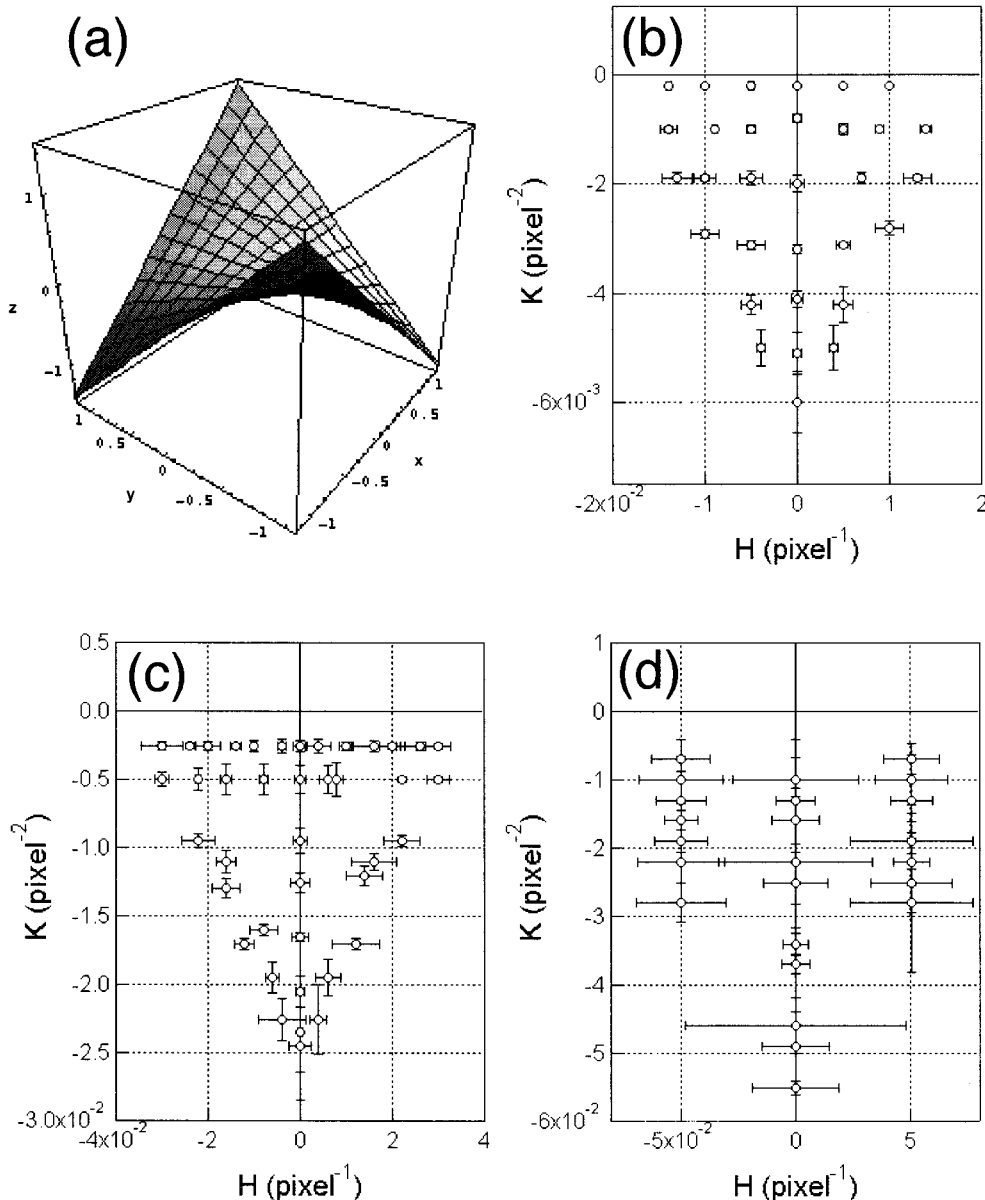 (a)
1
z
0
-1
1
0.5
0
y
-0.5
-1
1
0.5
0
x
-0.5
-1
(b)
0
-2
K (pixel⁻²)
-4
-6x10⁻³
-2x10⁻²
-1
0
1
2
H (pixel⁻¹)
(c)
0.5
0.0
-0.5
-1.0
K (pixel⁻²)
-1.5
-2.0
-2.5
-3.0x10⁻²
-4x10⁻²
-2
0
2
4
H (pixel⁻¹)
(d)
1
0
-1
-2
K (pixel⁻²)
-3
-4
-5
-6x10⁻²
-5x10⁻²
0
5
H (pixel⁻¹)